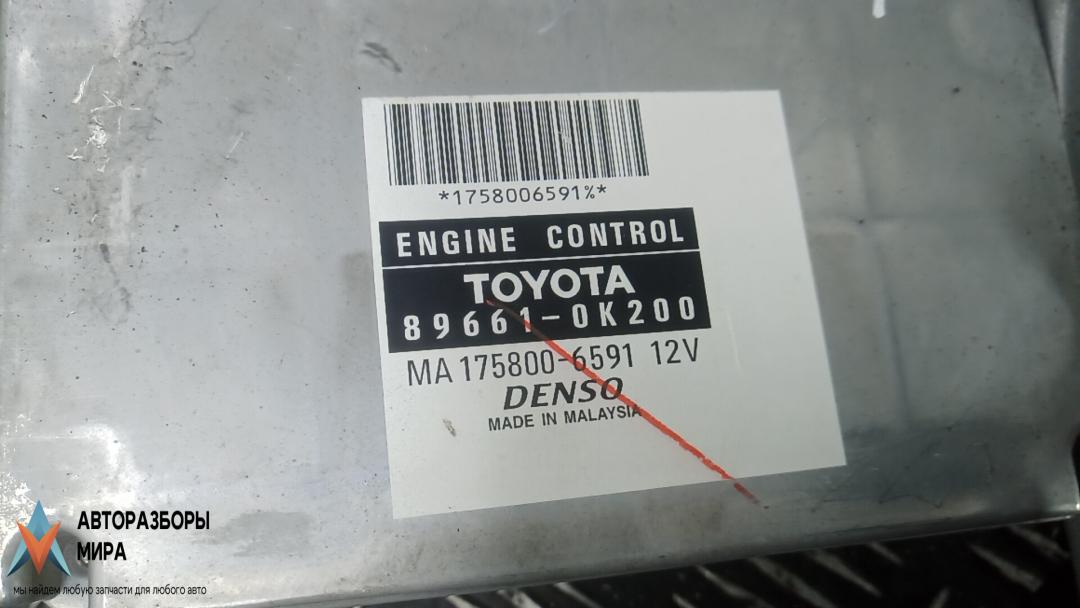 *1758006591%*
ENGINE CONTROL
TOYOTA
89661-0K200
MA 175800-6591 12V
DENSO
MADE IN MALAYSIA
АВТОРАЗБОРЫ
МИРА
мы найдем любую запчасти для любого авто